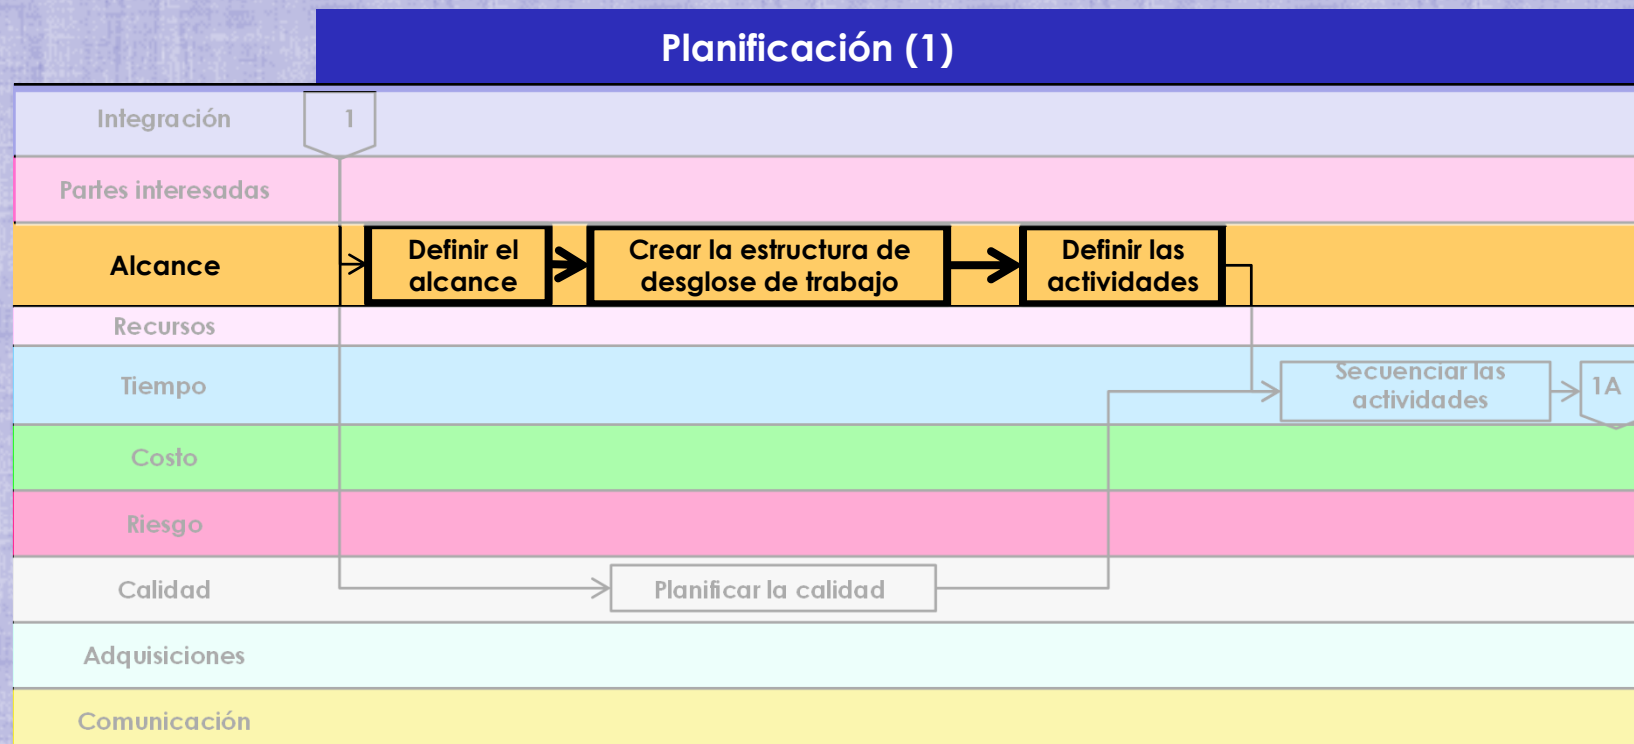 Planificación (1)
Integración
1
Partes interesadas
Alcance
Definir el
alcance
Crear la estructura de
desglose de trabajo
Definir las
actividades
Recursos
Tiempo
Secuenciar las
actividades
1A
Costo
Riesgo
Calidad
Planificar la calidad
Adquisiciones
Comunicación